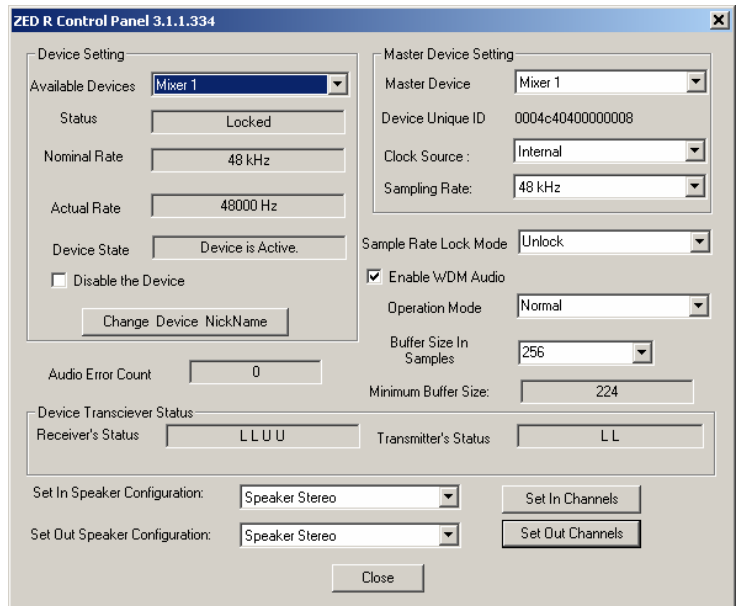 ZED R Control Panel 3.1.1.334
Device Setting
Available Devices Mixer 1
Status Locked
Nominal Rate 48 kHz
Actual Rate 48000 Hz
Device State Device is Active.
Disable the Device
Change Device NickName
Audio Error Count 0
Master Device Setting
Master Device Mixer 1
Device Unique ID 0004c40400000008
Clock Source : Internal
Sampling Rate: 48 kHz
Sample Rate Lock Mode Unlock
Enable WDM Audio
Operation Mode Normal
Buffer Size In
Samples 256
Minimum Buffer Size: 224
Device Transciever Status
Receiver's Status L L U U Transmitter's Status L L
Set In Speaker Configuration: Speaker Stereo Set In Channels
Set Out Speaker Configuration: Speaker Stereo Set Out Channels
Close